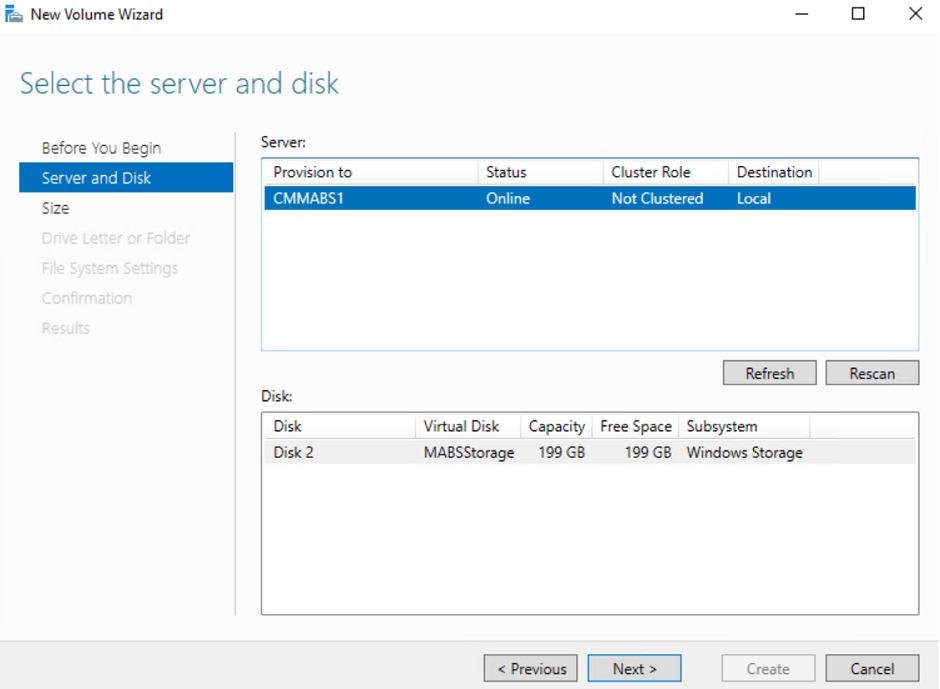 New Volume Wizard
Select the server and disk
Before You Begin
Server and Disk
Size
Drive Letter or Folder
File System Settings
Confirmation
Results
Server:
Provision to Status Cluster Role Destination
CMMABS1 Online Not Clustered Local
Refresh Rescan
Disk:
Disk Virtual Disk Capacity Free Space Subsystem
Disk 2 MABSStorage 199 GB 199 GB Windows Storage
< Previous Next > Create Cancel